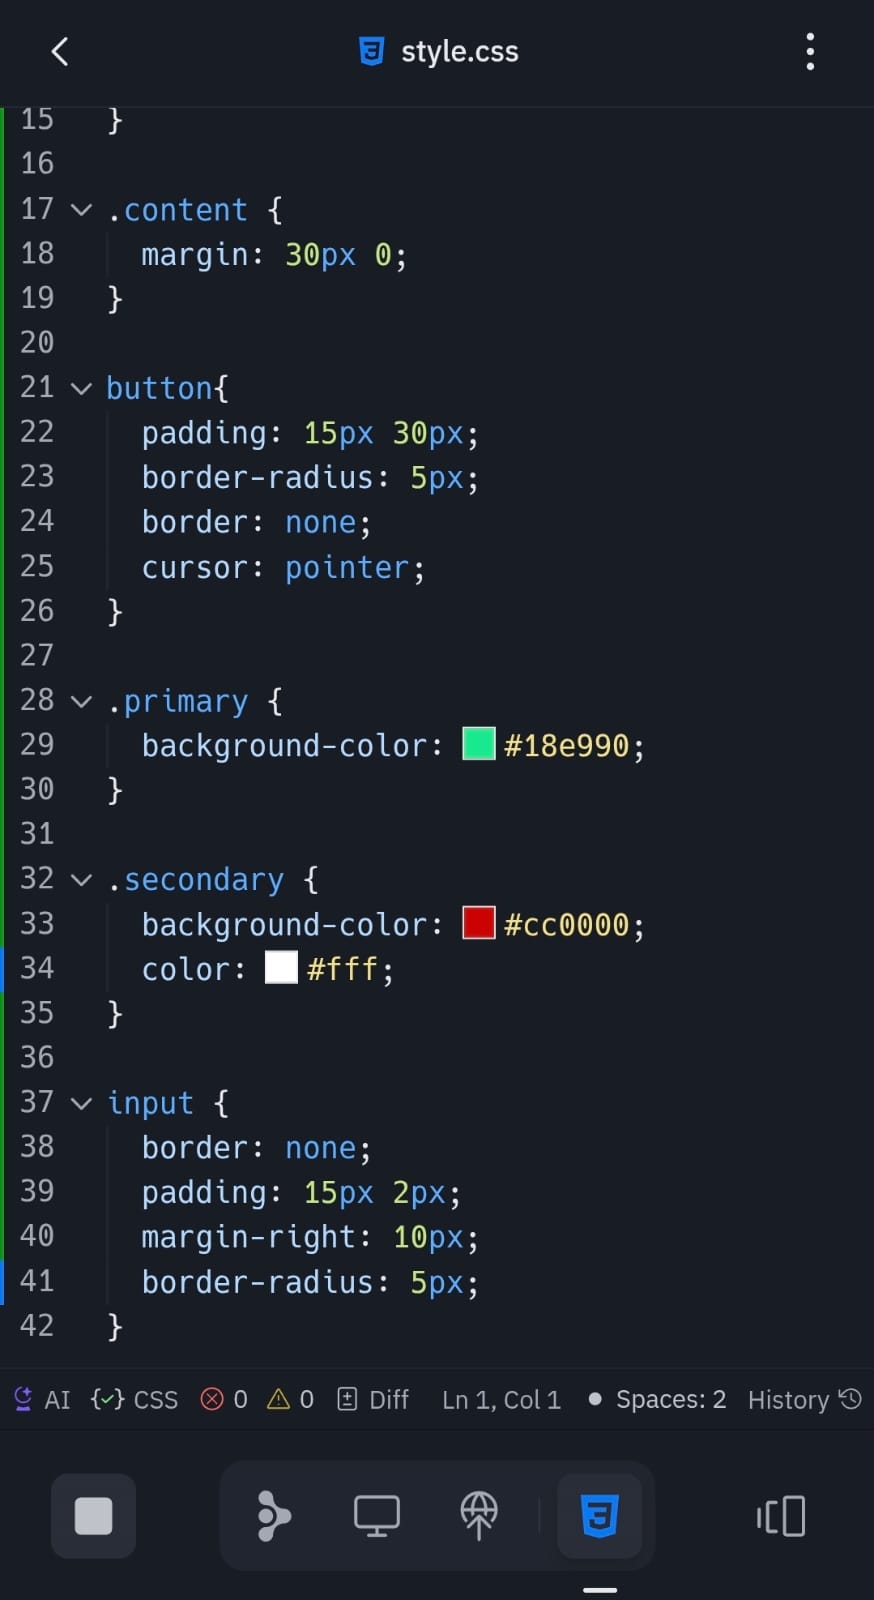 style.css
15 }
16
17 .content {
18 margin: 30px 0;
19 }
20
21 button{
22 padding: 15px 30px;
23 border-radius: 5px;
24 border: none;
25 cursor: pointer;
26 }
27
28 .primary {
29 background-color: #18e990;
30 }
31
32 .secondary {
33 background-color: #cc0000;
34 color: #fff;
35 }
36
37 input {
38 border: none;
39 padding: 15px 2px;
40 margin-right: 10px;
41 border-radius: 5px;
42 }
AI {✓} CSS 0 0 Diff Ln 1, Col 1 Spaces: 2 History